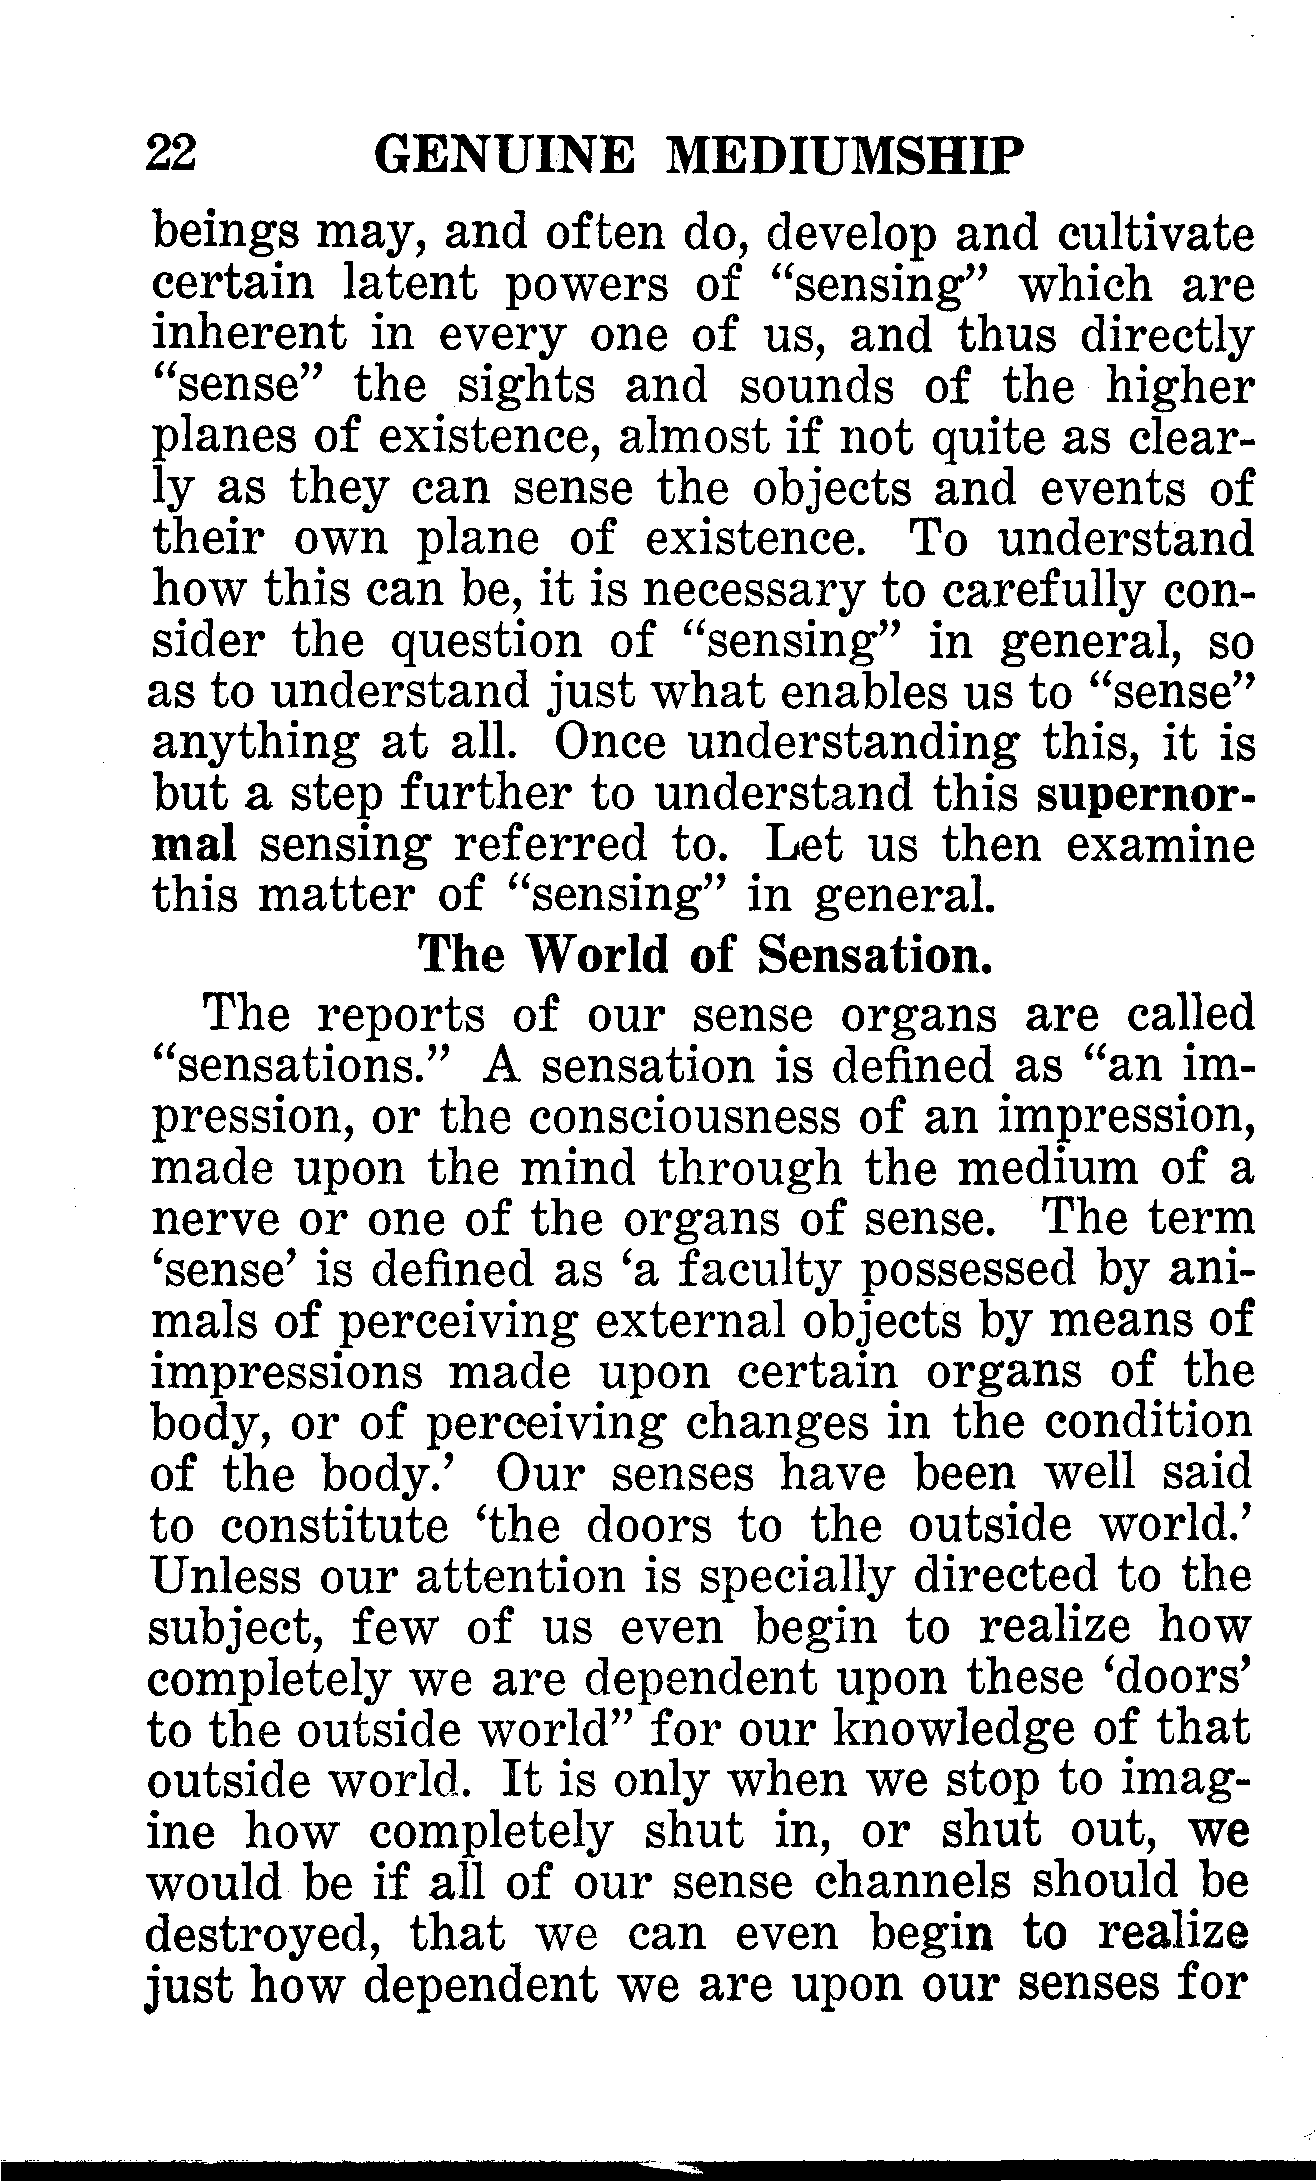 22 GENUINE MEDIUMSHIP
beings may, and often do, develop and cultivate
certain latent powers of “sensing” which are
inherent in every one of us, and thus directly
“sense” the sights and sounds of the higher
planes of existence, almost if not quite as clear-
ly as they can sense the objects and events of
their own plane of existence. To understand
how this can be, it is necessary to carefully con-
sider the question of “sensing” in general, so
as to understand just what enables us to “sense”
anything at all. Once understanding this, it is
but a step further to understand this supernor-
mal sensing referred to. Let us then examine
this matter of “sensing” in general.
The World of Sensation.
The reports of our sense organs are called
“sensations.” A sensation is defined as “an im-
pression, or the consciousness of an impression,
made upon the mind through the medium of a
nerve or one of the organs of sense. The term
‘sense’ is defined as ‘a faculty possessed by ani-
mals of perceiving external objects by means of
impressions made upon certain organs of the
body, or of perceiving changes in the condition
of the body.’ Our senses have been well said
to constitute ‘the doors to the outside world.’
Unless our attention is specially directed to the
subject, few of us even begin to realize how
completely we are dependent upon these ‘doors’
to the outside world” for our knowledge of that
outside world. It is only when we stop to imag-
ine how completely shut in, or shut out, we
would be if all of our sense channels should be
destroyed, that we can even begin to realize
just how dependent we are upon our senses for